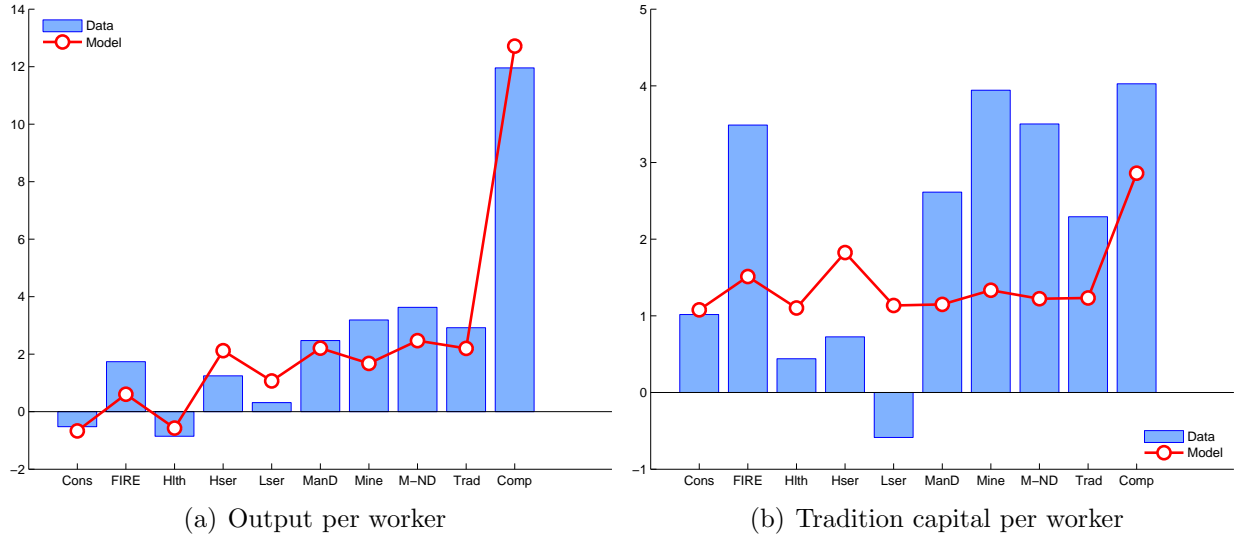 14
12
10
8
6
4
2
0
−2
Data
Model
Cons FIRE Hlth Hser Lser ManD Mine M−ND Trad Comp
(a) Output per worker
5
4
3
2
1
0
−1
Data
Model
Cons FIRE Hlth Hser Lser ManD Mine M−ND Trad Comp
(b) Tradition capital per worker